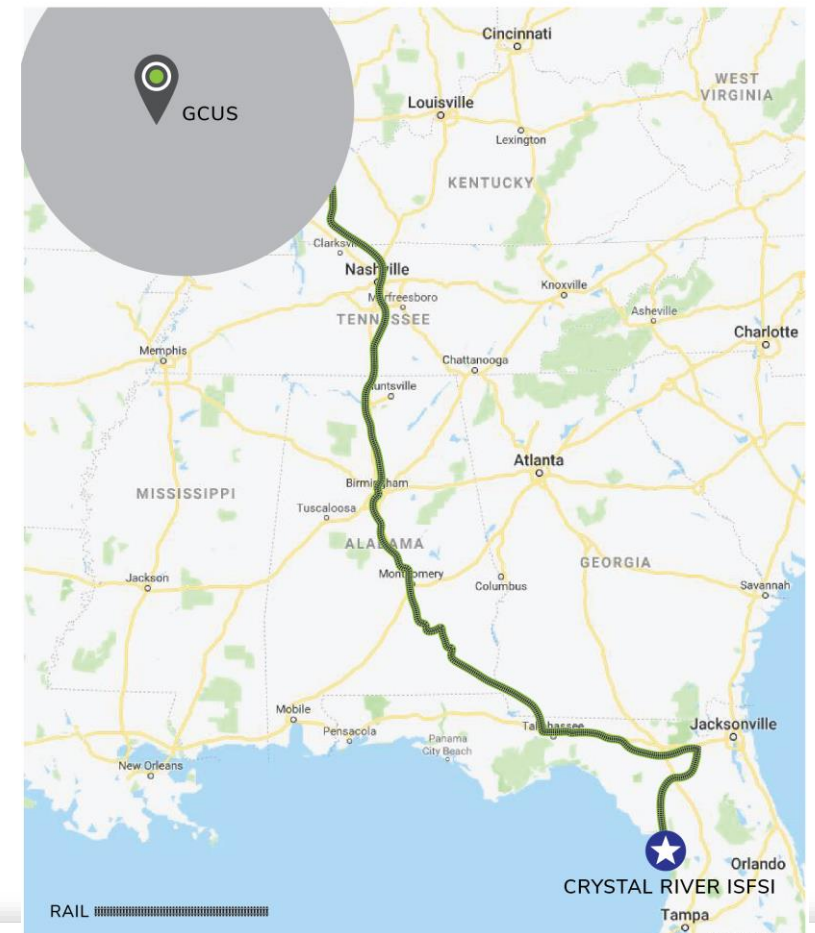 Cincinnati
WEST
VIRGINIA
GCUS
Louisville
Lexington
KENTUCKY
Clarksvil
Nashville
Knoxville
Murfreesboro
Asheville
TENNESSEE
Charlotte
Memphis
Chattanooga
Huntsville
Atlanta
Birmingham
MISSISSIPPI
Tuscaloosa
ALABAMA
GEORGIA
Montgomery
Jackson
Columbus
Savannah
Mobile
Tallahassee
Jacksonville
Pensacola
Panama
City Beach
New Orleans
Orlando
CRYSTAL RIVER ISFSI
RAIL
Tampa